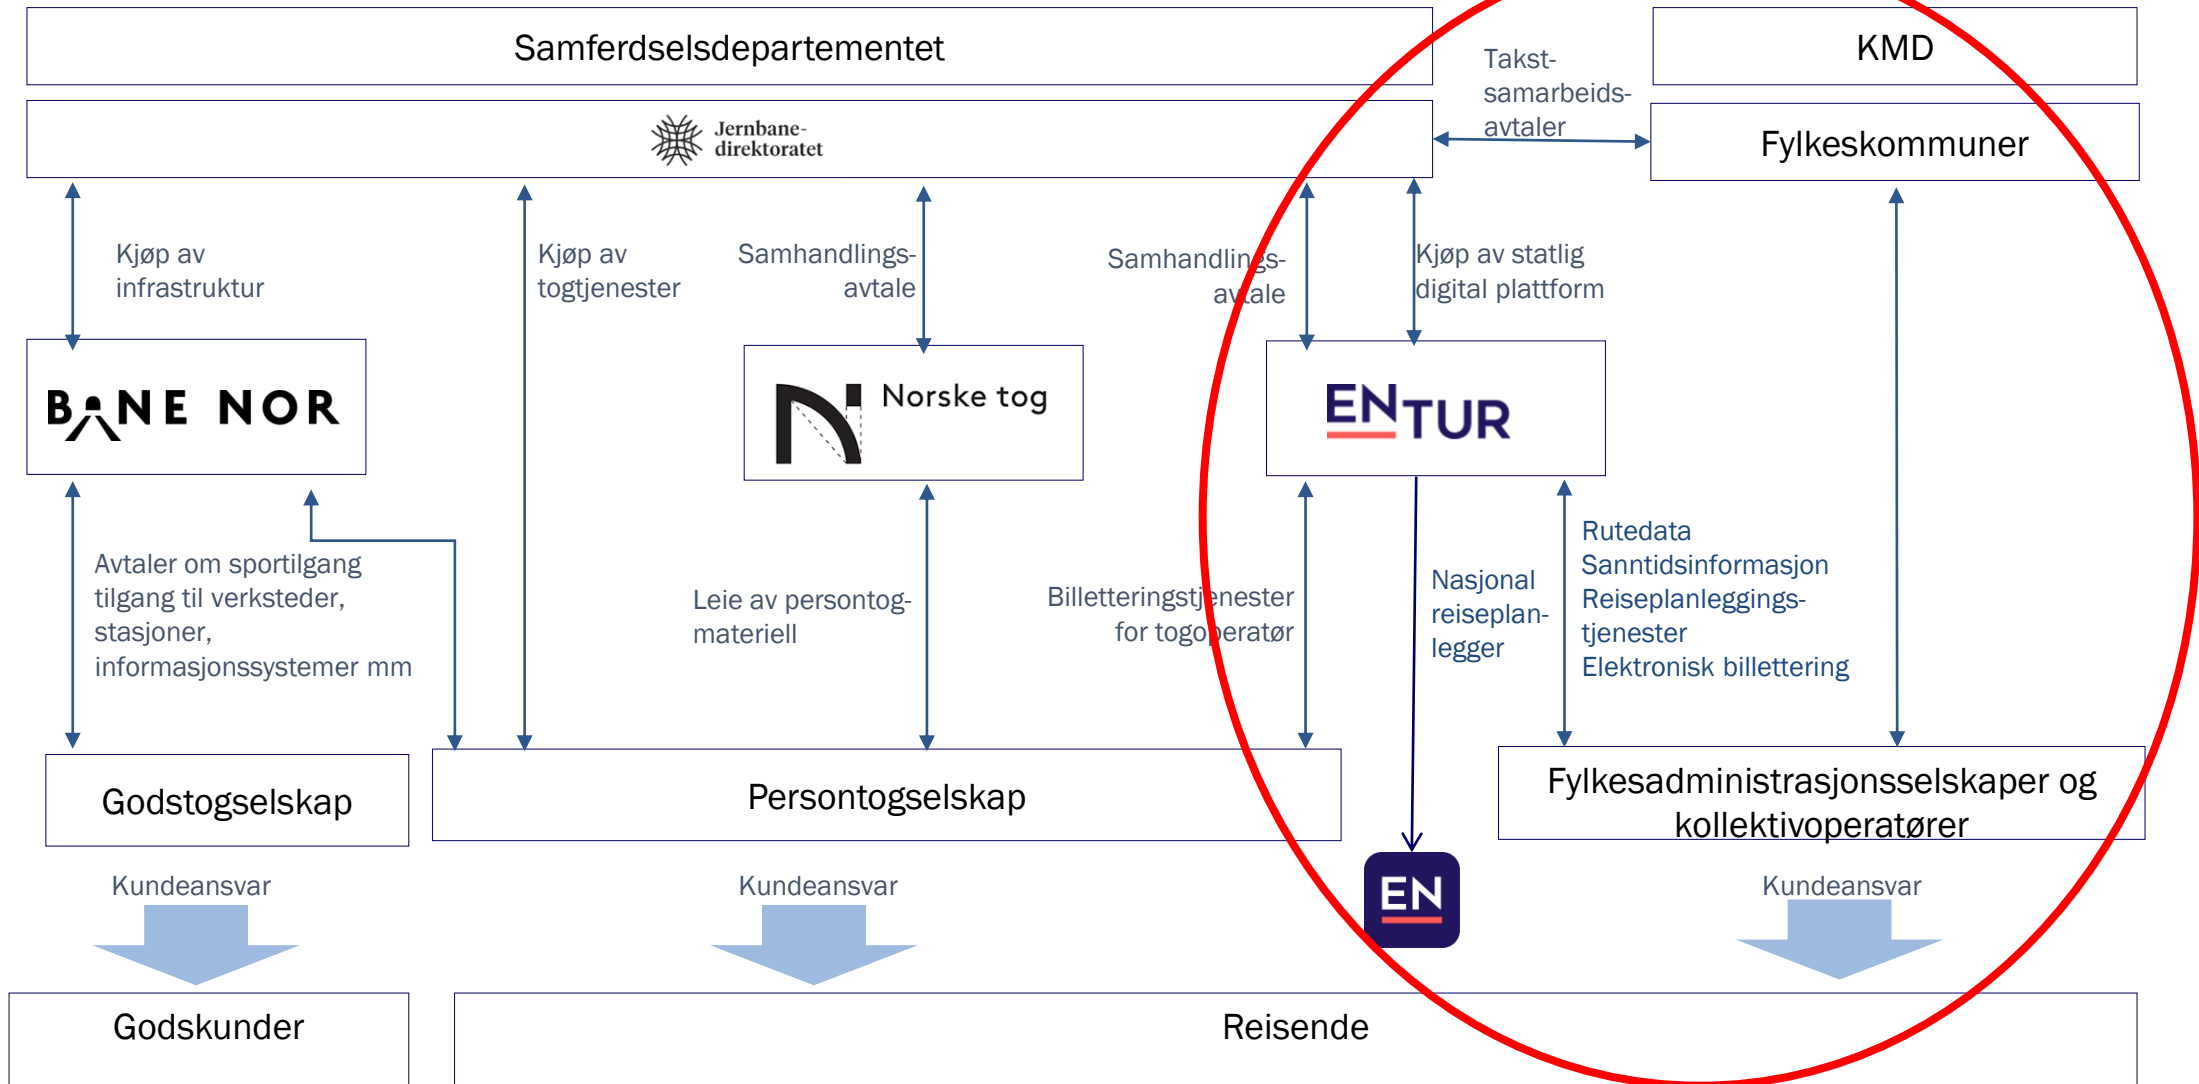 Samferdselsdepartementet
KMD
Takst-
samarbeids-
avtaler
Jernbane-
direktoratet
Fylkeskommuner
Kjøp av
infrastruktur
Kjøp av
togtjenester
Samhandlings-
avtale
Samhandlings-
avtale
Kjøp av statlig
digital plattform
BANE NOR
Norske tog
ENTUR
Avtaler om sportilgang
tilgang til verksteder,
stasjoner,
informasjonssystemer mm
Leie av persontog-
materiell
Billetteringstjenester
for togoperatør
Nasjonal
reiseplan-
legger
Rutedata
Sanntidsinformasjon
Reiseplanleggings-
tjenester
Elektronisk billettering
Godstogselskap
Persontogselskap
Fylkesadministrasjonsselskaper og
kollektivoperatører
Kundeansvar
Kundeansvar
EN
Kundeansvar
Godskunder
Reisende